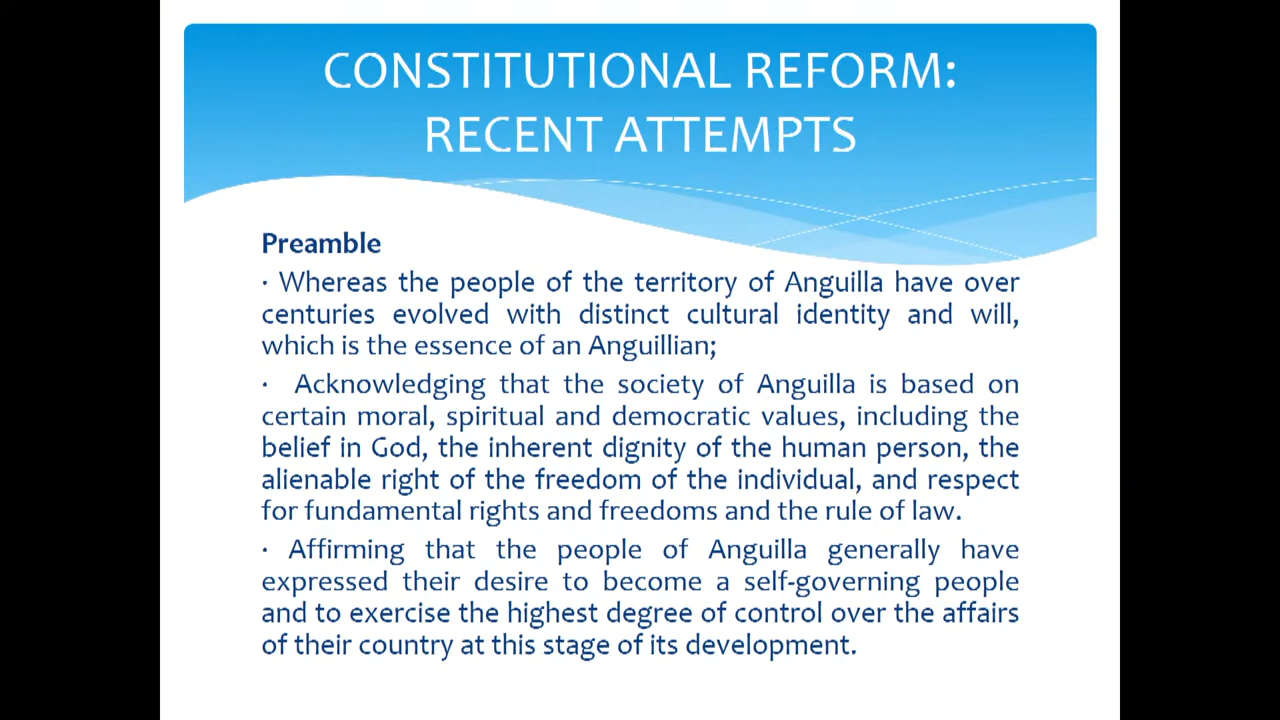 CONSTITUTIONAL REFORM:
RECENT ATTEMPTS
Preamble
· Whereas the people of the territory of Anguilla have over
centuries evolved with distinct cultural identity and will,
which is the essence of an Anguillian;
· Acknowledging that the society of Anguilla is based on
certain moral, spiritual and democratic values, including the
belief in God, the inherent dignity of the human person, the
alienable right of the freedom of the individual, and respect
for fundamental rights and freedoms and the rule of law.
· Affirming that the people of Anguilla generally have
expressed their desire to become a self-governing people
and to exercise the highest degree of control over the affairs
of their country at this stage of its development.